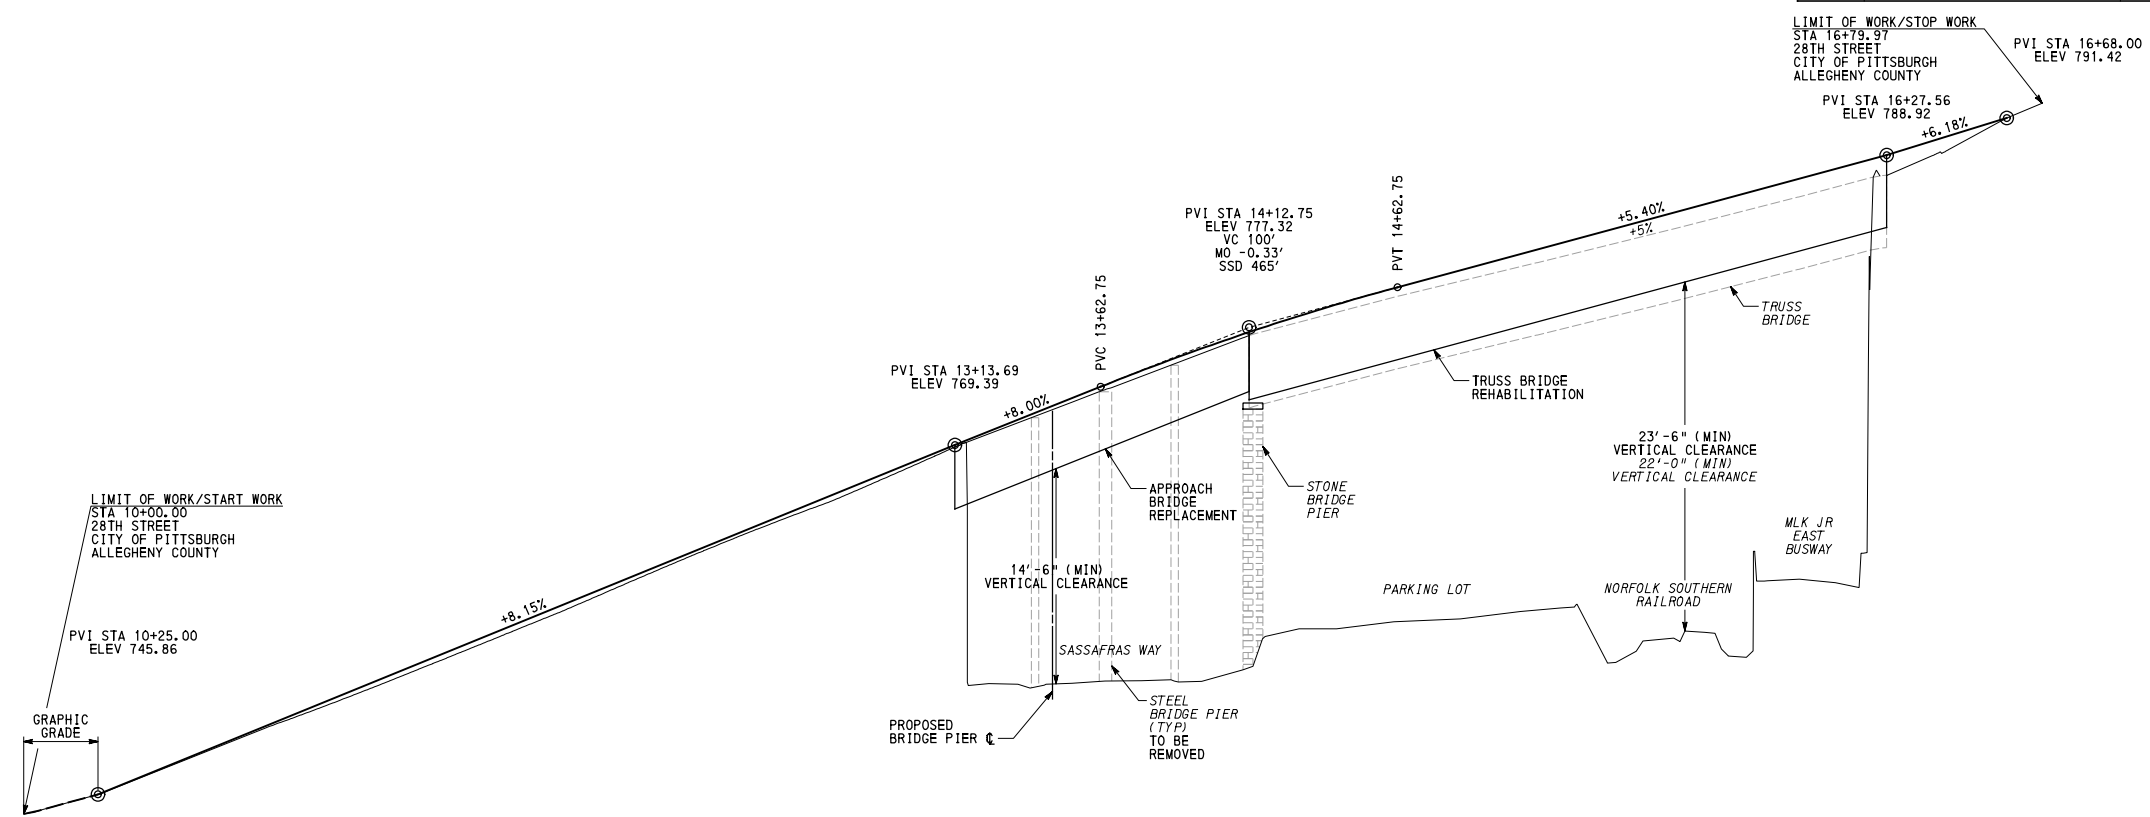 LIMIT OF WORK/STOP WORK
STA 16+79.97
28TH STREET
CITY OF PITTSBURGH
ALLEGHENY COUNTY
PVI STA 16+68.00
ELEV 791.42
PVI STA 16+27.56
ELEV 788.92
+6.18%
PVT 14+62.75
+5.40%
+5%
PVI STA 14+12.75
ELEV 777.32
VC 100'
MO -0.33'
SSD 465'
PVC 13+62.75
TRUSS
BRIDGE
PVI STA 13+13.69
ELEV 769.39
+8.00%
TRUSS BRIDGE
REHABILITATION
23'-6" (MIN)
VERTICAL CLEARANCE
22'-0" (MIN)
VERTICAL CLEARANCE
LIMIT OF WORK/START WORK
STA 10+00.00
28TH STREET
CITY OF PITTSBURGH
ALLEGHENY COUNTY
APPROACH
BRIDGE
REPLACEMENT
STONE
BRIDGE
PIER
MLK JR
EAST
BUSWAY
14'-6" (MIN)
VERTICAL CLEARANCE
PARKING LOT
NORFOLK SOUTHERN
RAILROAD
+8.15%
PVI STA 10+25.00
ELEV 745.86
SASSAFRAS WAY
GRAPHIC
GRADE
PROPOSED
BRIDGE PIER ℄
STEEL
BRIDGE PIER
(TYP)
TO BE
REMOVED